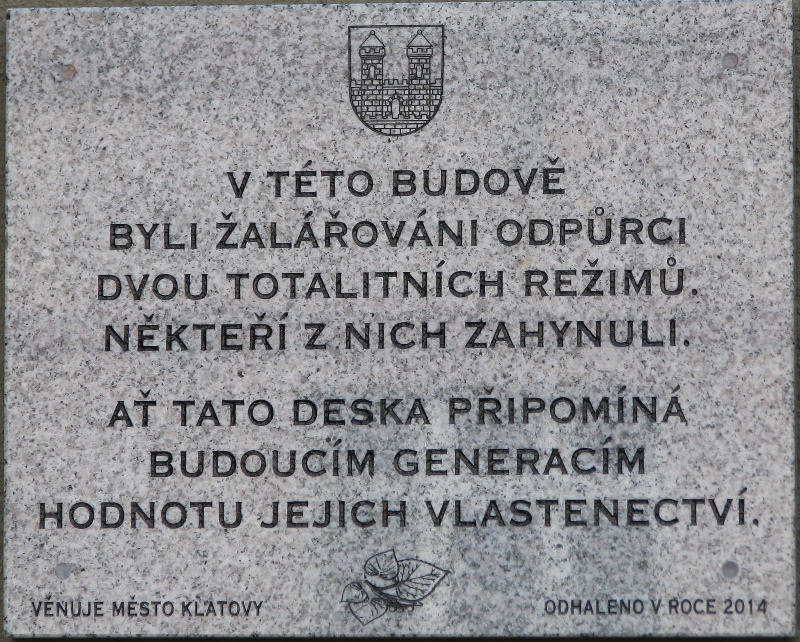 V TÉTO BUDOVĚ
BYLI ŽALÁŘOVÁNI ODPŮRCI
DVOU TOTALITNÍCH REŽIMŮ.
NĚKTEŘÍ Z NICH ZAHYNULI.
AŤ TATO DESKA PŘIPOMÍNÁ
BUDOUCÍM GENERACÍM
HODNOTU JEJICH VLASTENECTVÍ.
VĚNUJE MĚSTO KLATOVY
ODHALENO V ROCE 2014